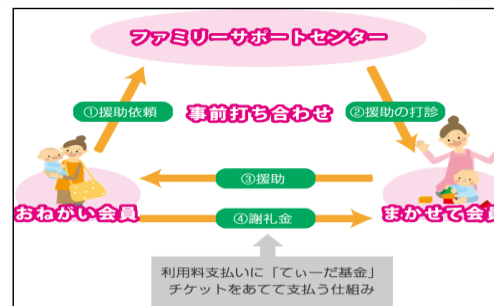 ファミリーサポートセンター
①援助依頼
事前打ち合わせ
②援助の打診
③援助
おねがい会員
まかせて会員
④謝礼金
利用料支払いに「てぃーだ基金」
チケットをあてて支払う仕組み